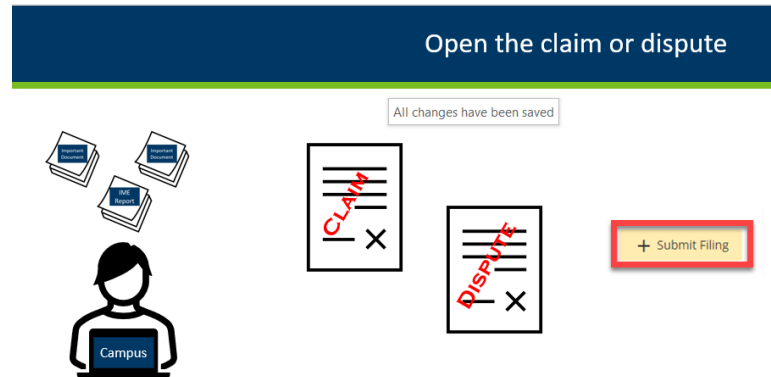 Open the claim or dispute
All changes have been saved
Important
Document
Important
Document
IME
Report
CLAIM
DISPUTE
+ Submit Filing
Campus